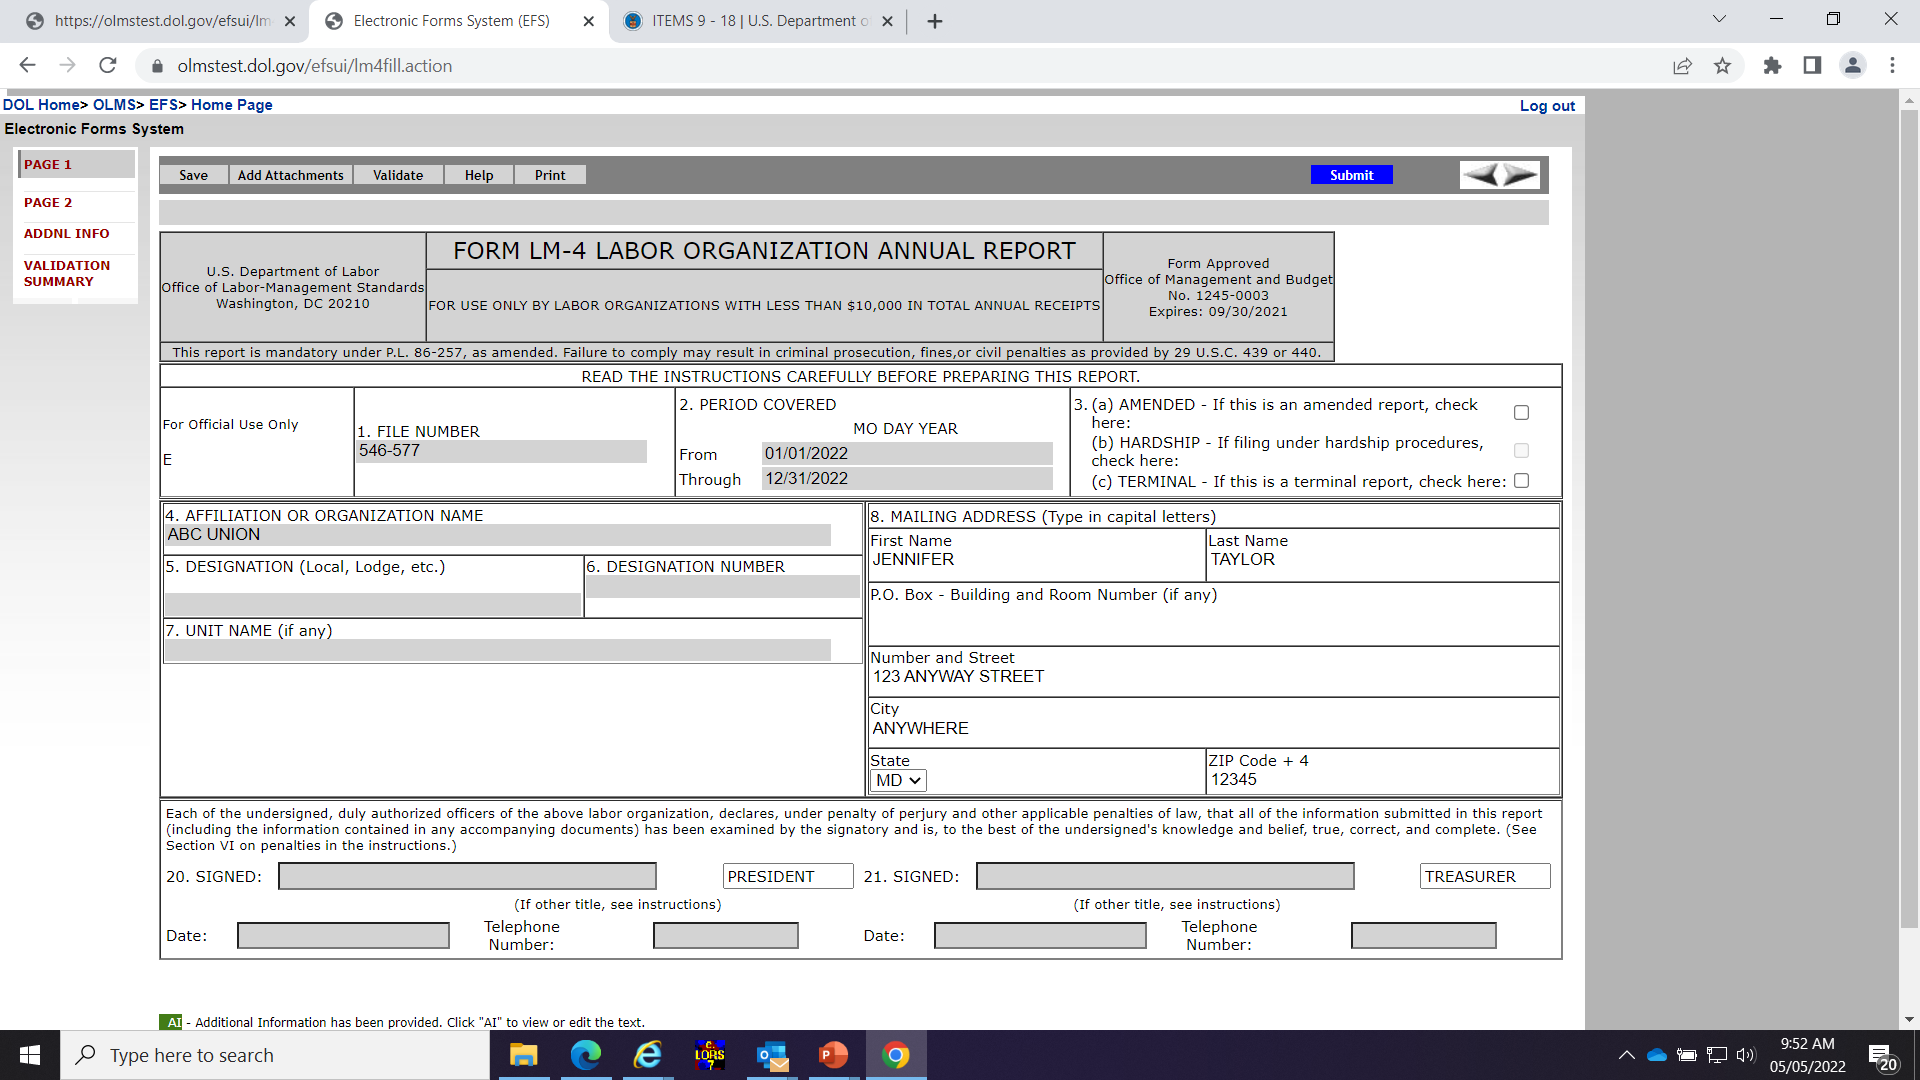 https://olmstest.dol.gov/efsui/lm-
Electronic Forms System (EFS)
ITEMS 9 - 18 | U.S. Department o
olmstest.dol.gov/efsui/lm4fill.action
DOL Home> OLMS> EFS> Home Page
Log out
Electronic Forms System
PAGE 1
PAGE 2
ADDNL INFO
VALIDATION
SUMMARY
Save
Add Attachments
Validate
Help
Print
Submit
U.S. Department of Labor
Office of Labor-Management Standards
Washington, DC 20210
FORM LM-4 LABOR ORGANIZATION ANNUAL REPORT
FOR USE ONLY BY LABOR ORGANIZATIONS WITH LESS THAN $10,000 IN TOTAL ANNUAL RECEIPTS
Form Approved
Office of Management and Budget
No. 1245-0003
Expires: 09/30/2021
This report is mandatory under P.L. 86-257, as amended. Failure to comply may result in criminal prosecution, fines,or civil penalties as provided by 29 U.S.C. 439 or 440.
READ THE INSTRUCTIONS CAREFULLY BEFORE PREPARING THIS REPORT.
For Official Use Only
E
1. FILE NUMBER
546-577
2. PERIOD COVERED
MO DAY YEAR
From 01/01/2022
Through 12/31/2022
3. (a) AMENDED - If this is an amended report, check
here:
(b) HARDSHIP - If filing under hardship procedures,
check here:
(c) TERMINAL - If this is a terminal report, check here:
4. AFFILIATION OR ORGANIZATION NAME
ABC UNION
5. DESIGNATION (Local, Lodge, etc.)
6. DESIGNATION NUMBER
7. UNIT NAME (if any)
8. MAILING ADDRESS (Type in capital letters)
First Name
JENNIFER
Last Name
TAYLOR
P.O. Box - Building and Room Number (if any)
Number and Street
123 ANYWAY STREET
City
ANYWHERE
State
MD
ZIP Code + 4
12345
Each of the undersigned, duly authorized officers of the above labor organization, declares, under penalty of perjury and other applicable penalties of law, that all of the information submitted in this report
(including the information contained in any accompanying documents) has been examined by the signatory and is, to the best of the undersigned's knowledge and belief, true, correct, and complete. (See
Section VI on penalties in the instructions.)
20. SIGNED:
PRESIDENT
21. SIGNED:
TREASURER
(If other title, see instructions)
(If other title, see instructions)
Date:
Telephone
Number:
Date:
Telephone
Number:
AI - Additional Information has been provided. Click "AI" to view or edit the text.
Type here to search
C.
LORS
7
9:52 AM
05/05/2022
20